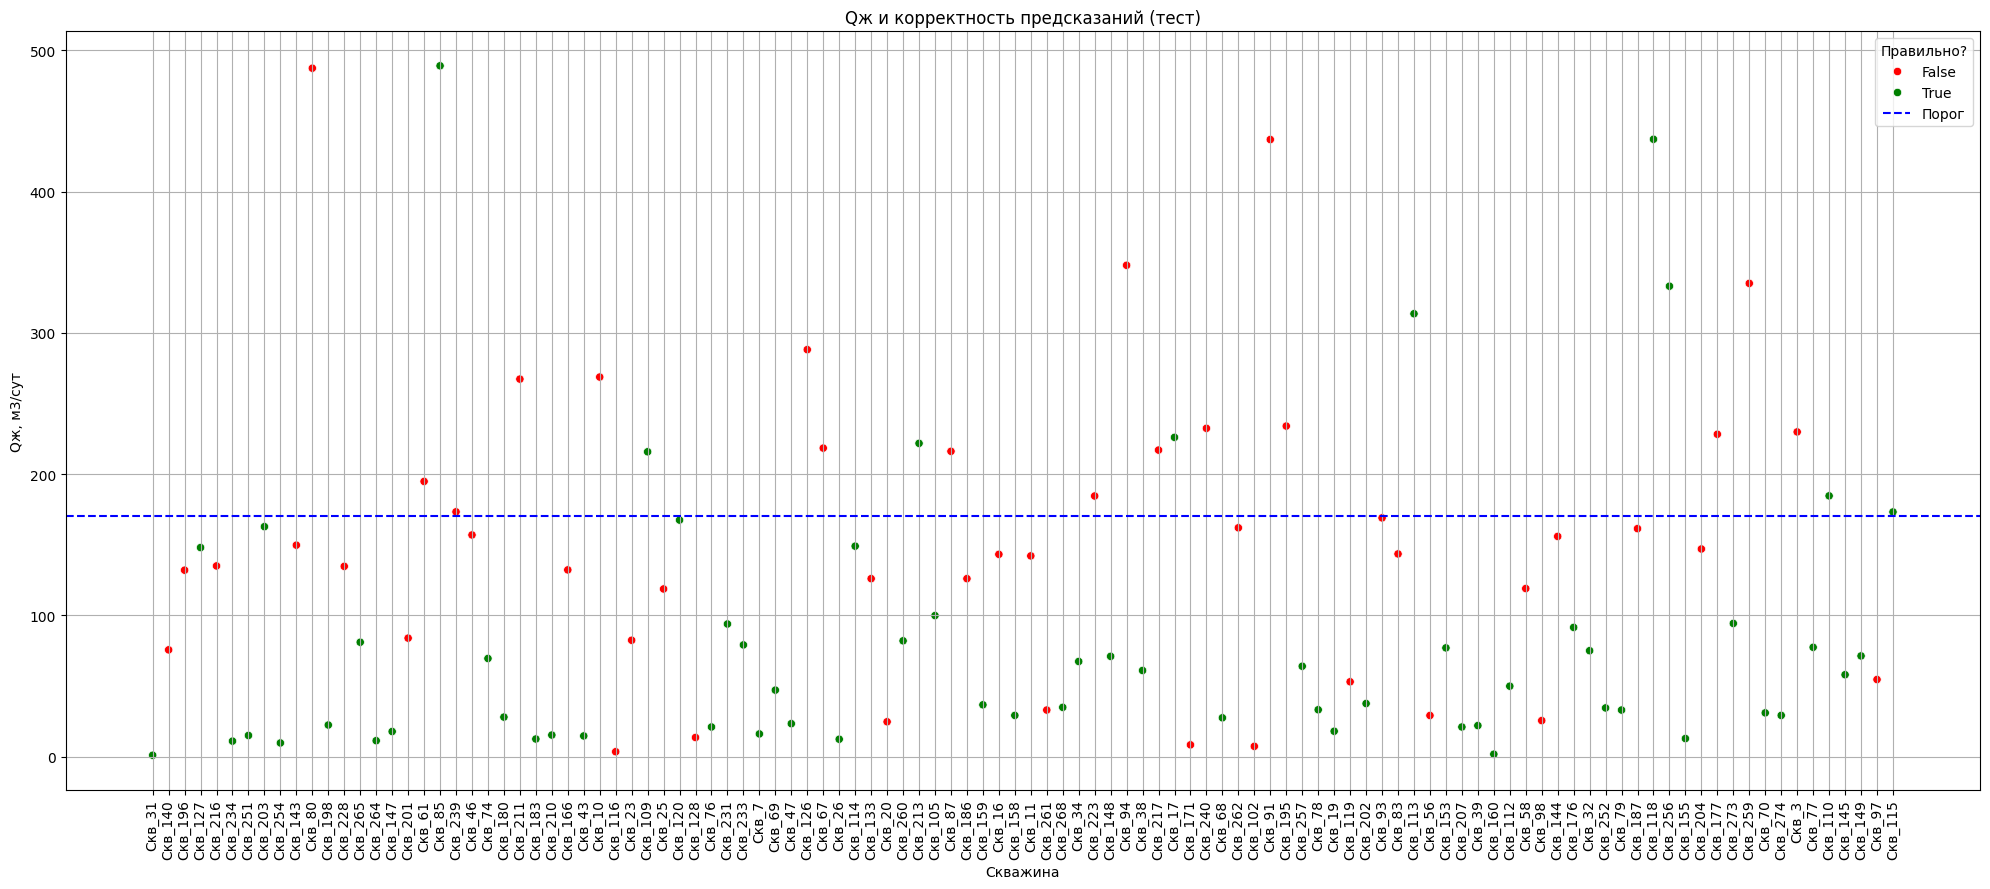 Qж и корректность предсказаний (тест)
Правильно?
False
True
Порог
Qж, м3/сут
500
400
300
200
100
0
Скв_31
Скв_140
Скв_196
Скв_127
Скв_216
Скв_234
Скв_251
Скв_203
Скв_254
Скв_143
Скв_80
Скв_198
Скв_228
Скв_265
Скв_264
Скв_147
Скв_201
Скв_61
Скв_85
Скв_239
Скв_46
Скв_74
Скв_180
Скв_211
Скв_183
Скв_210
Скв_166
Скв_43
Скв_10
Скв_116
Скв_23
Скв_109
Скв_25
Скв_120
Скв_128
Скв_76
Скв_231
Скв_233
Скв_7
Скв_69
Скв_47
Скв_126
Скв_67
Скв_26
Скв_114
Скв_133
Скв_20
Скв_260
Скв_213
Скв_105
Скв_87
Скв_186
Скв_159
Скв_16
Скв_158
Скв_11
Скв_261
Скв_268
Скв_34
Скв_223
Скв_148
Скв_94
Скв_38
Скв_217
Скв_17
Скв_171
Скв_240
Скв_68
Скв_262
Скв_102
Скв_91
Скв_195
Скв_257
Скв_78
Скв_19
Скв_119
Скв_202
Скв_93
Скв_83
Скв_113
Скв_56
Скв_153
Скв_207
Скв_39
Скв_160
Скв_112
Скв_58
Скв_98
Скв_144
Скв_176
Скв_32
Скв_252
Скв_79
Скв_187
Скв_118
Скв_256
Скв_155
Скв_204
Скв_177
Скв_273
Скв_259
Скв_70
Скв_274
Скв_3
Скв_77
Скв_110
Скв_145
Скв_149
Скв_97
Скв_115
Скважина